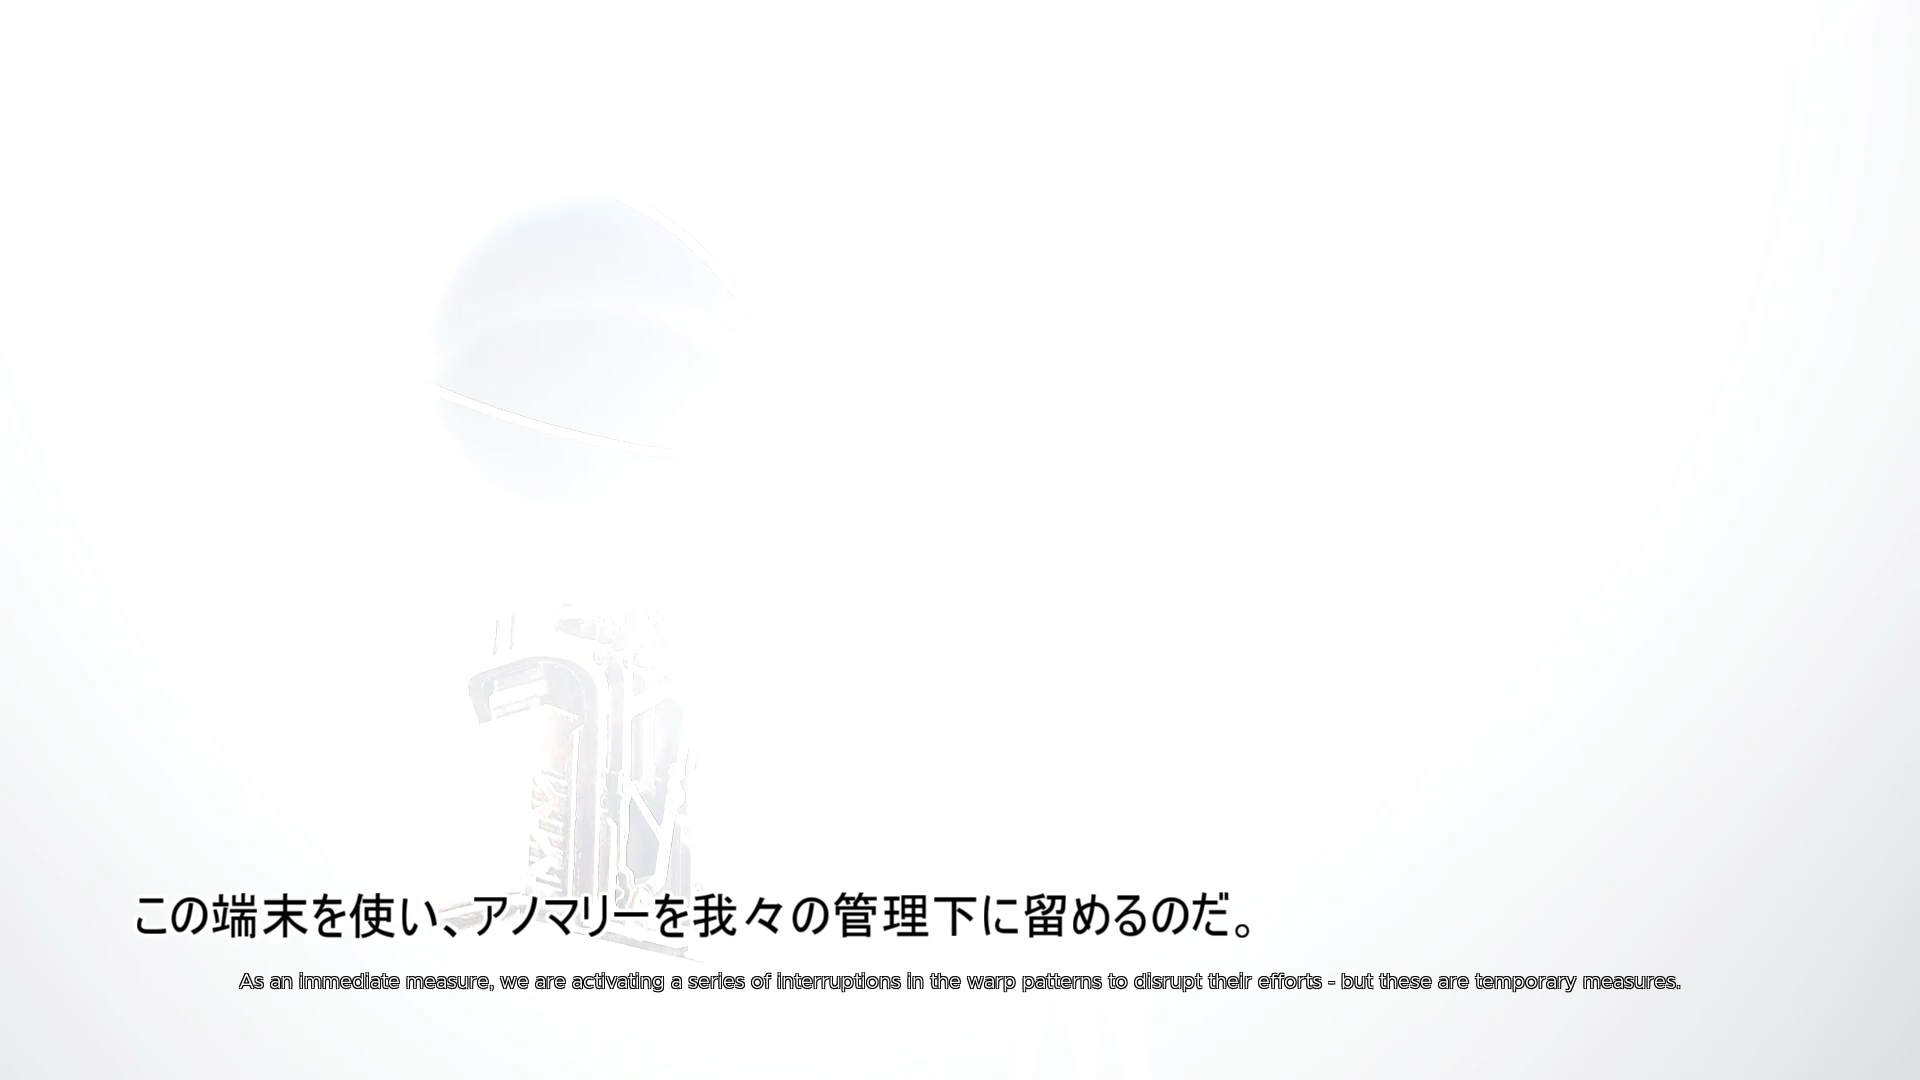 この端末を使い、アノマリーを我々の管理下に留めるのだ。
As an immediate measure, we are activating a series of interruptions in the warp patterns to disrupt their efforts - but these are temporary measures.